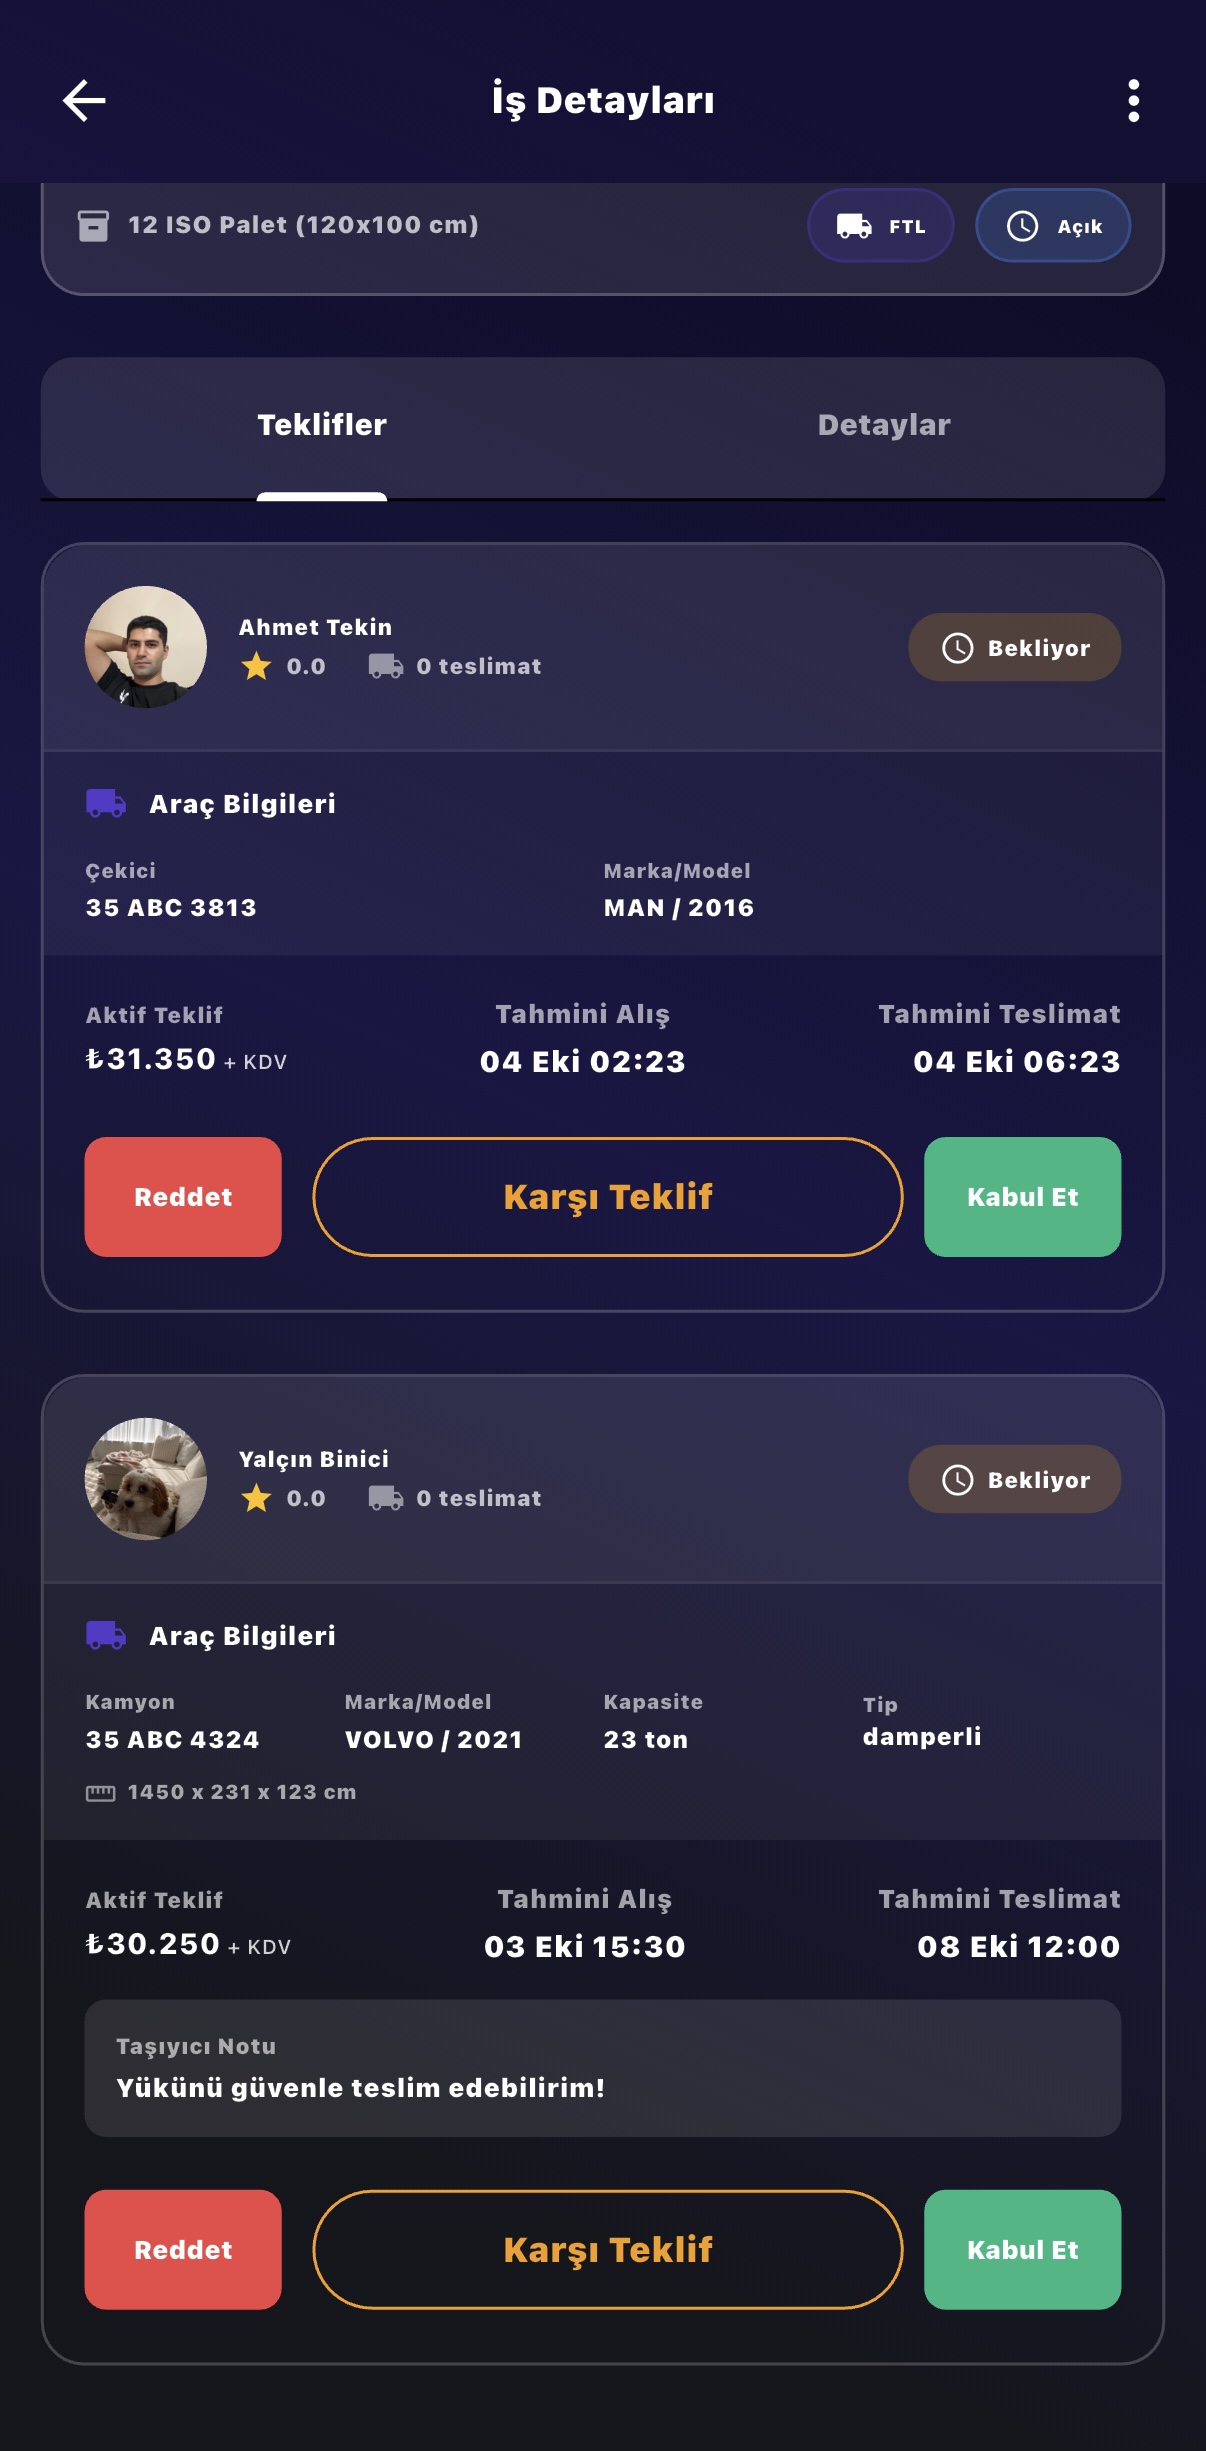 İş Detayları
12 ISO Palet (120x100 cm)
FTL
Açık
Teklifler
Detaylar
Ahmet Tekin
0.0
0 teslimat
Bekliyor
Araç Bilgileri
Çekici
Marka/Model
35 ABC 3813
MAN / 2016
Aktif Teklif
Tahmini Alış
Tahmini Teslimat
₺31.350 + KDV
04 Eki 02:23
04 Eki 06:23
Reddet
Karşı Teklif
Kabul Et
Yalçın Binici
0.0
0 teslimat
Bekliyor
Araç Bilgileri
Kamyon
Marka/Model
Kapasite
Tip
35 ABC 4324
VOLVO / 2021
23 ton
damperli
1450 x 231 x 123 cm
Aktif Teklif
Tahmini Alış
Tahmini Teslimat
₺30.250 + KDV
03 Eki 15:30
08 Eki 12:00
Taşıyıcı Notu
Yükünü güvenle teslim edebilirim!
Reddet
Karşı Teklif
Kabul Et